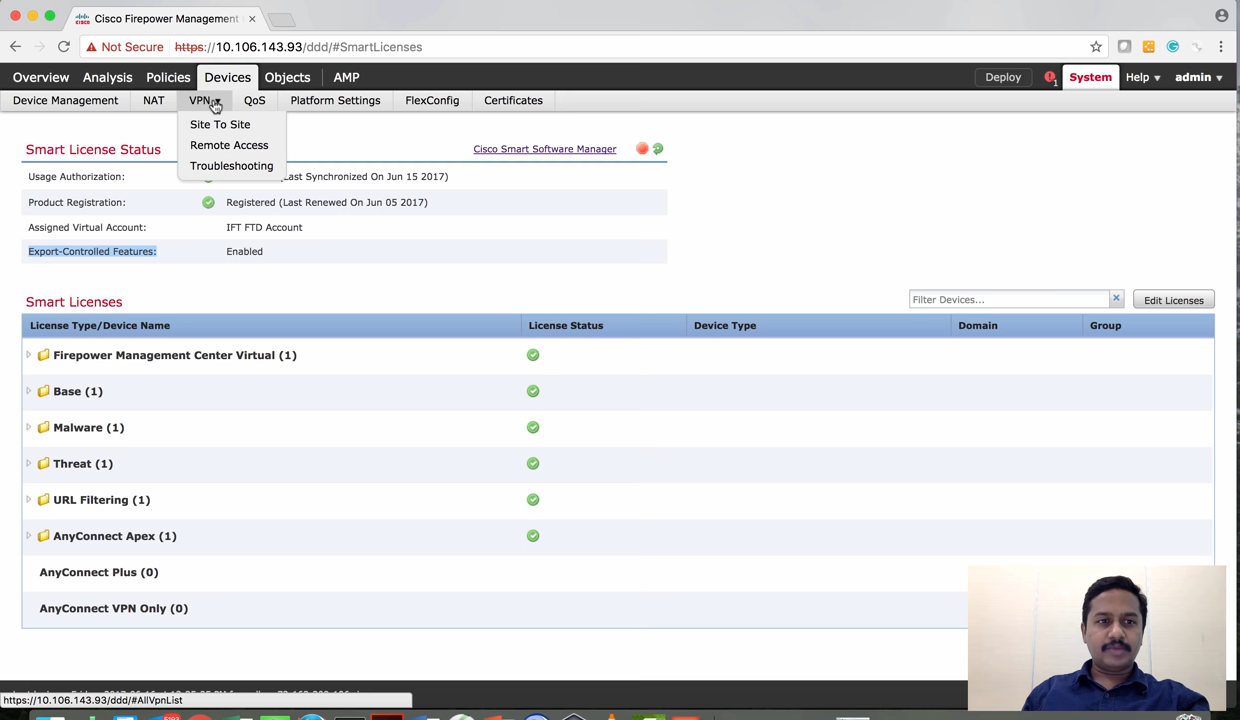 Cisco Firepower Management
Not Secure https://10.106.143.93/ddd/#SmartLicenses
Overview Analysis Policies Devices Objects AMP Deploy 1 System Help admin
Device Management NAT VPN QoS Platform Settings FlexConfig Certificates
Site To Site
Remote Access
Troubleshooting
Smart License Status Cisco Smart Software Manager
Usage Authorization: Last Synchronized On Jun 15 2017)
Product Registration: Registered (Last Renewed On Jun 05 2017)
Assigned Virtual Account: IFT FTD Account
Export-Controlled Features: Enabled
Smart Licenses Filter Devices... Edit Licenses
License Type/Device Name License Status Device Type Domain Group
Firepower Management Center Virtual (1)
Base (1)
Malware (1)
Threat (1)
URL Filtering (1)
AnyConnect Apex (1)
AnyConnect Plus (0)
AnyConnect VPN Only (0)
https://10.106.143.93/ddd/#AllVpnList